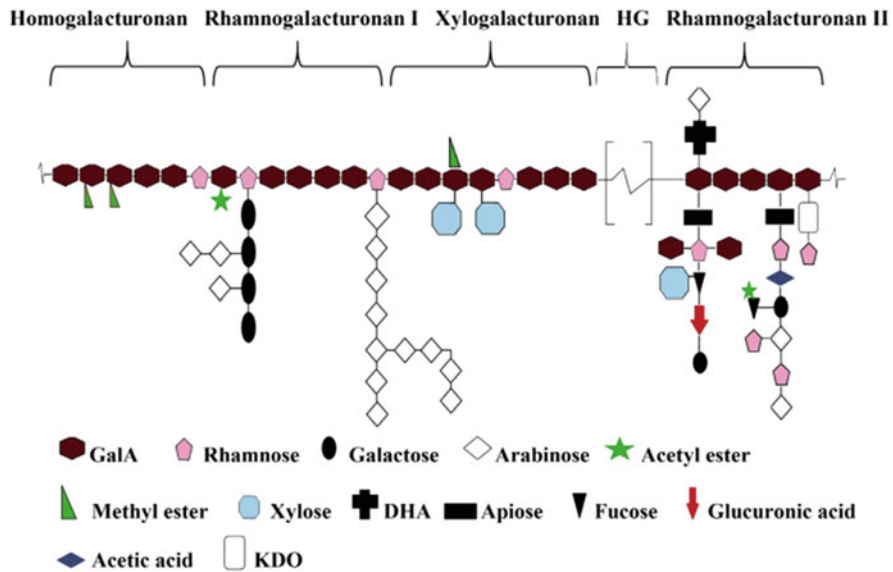 Homogalacturonan Rhamnogalacturonan I Xylogalacturonan HG Rhamnogalacturonan II
GalA Rhamnose Galactose Arabinose Acetyl ester
Methyl ester Xylose DHA Apiose Fucose Glucuronic acid
Acetic acid KDO